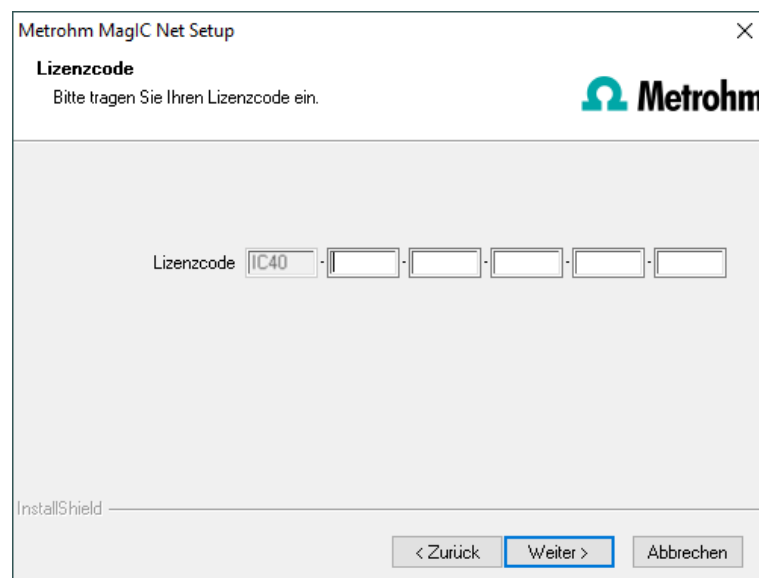 Metrohm MagIC Net Setup
Lizenzcode
Bitte tragen Sie Ihren Lizenzcode ein.
Metrohm
Lizenzcode IC40 - - - - -
InstallShield
< Zurück Weiter > Abbrechen